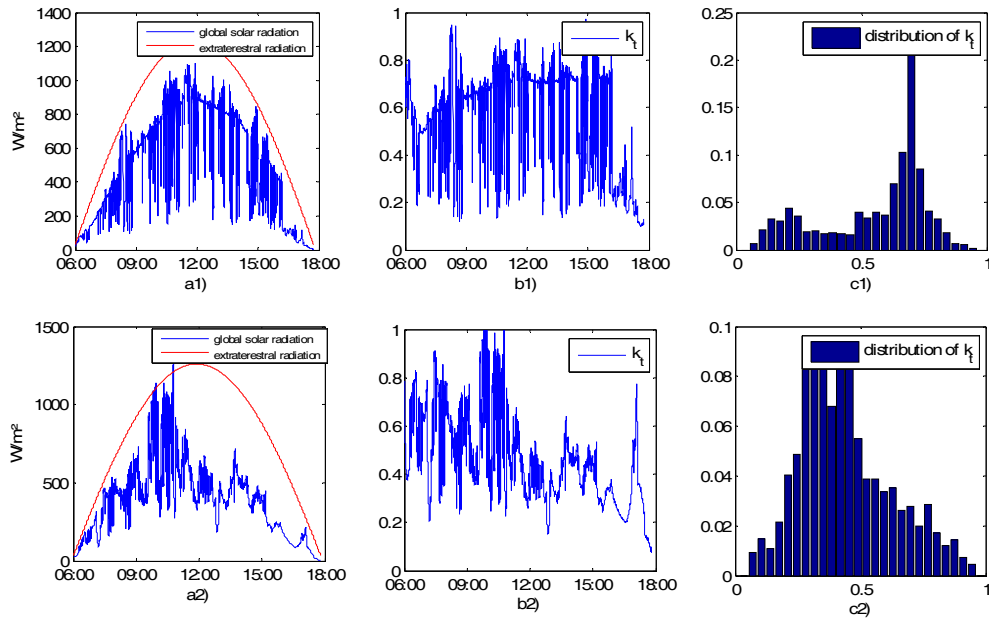 1400
1200
1000
800
600
400
200
0
W/m²
global solar radiation
extraterestral radiation
06:00 09:00 12:00 15:00 18:00
a1)
1
0.8
0.6
0.4
0.2
0
kt
06:00 09:00 12:00 15:00 18:00
b1)
0.25
0.2
0.15
0.1
0.05
0
distribution of kt
0 0.5 1
c1)
1500
1000
500
0
W/m²
global solar radiation
extraterestral radiation
06:00 09:00 12:00 15:00 18:00
a2)
1
0.8
0.6
0.4
0.2
0
kt
06:00 09:00 12:00 15:00 18:00
b2)
0.1
0.08
0.06
0.04
0.02
0
distribution of kt
0 0.5 1
c2)